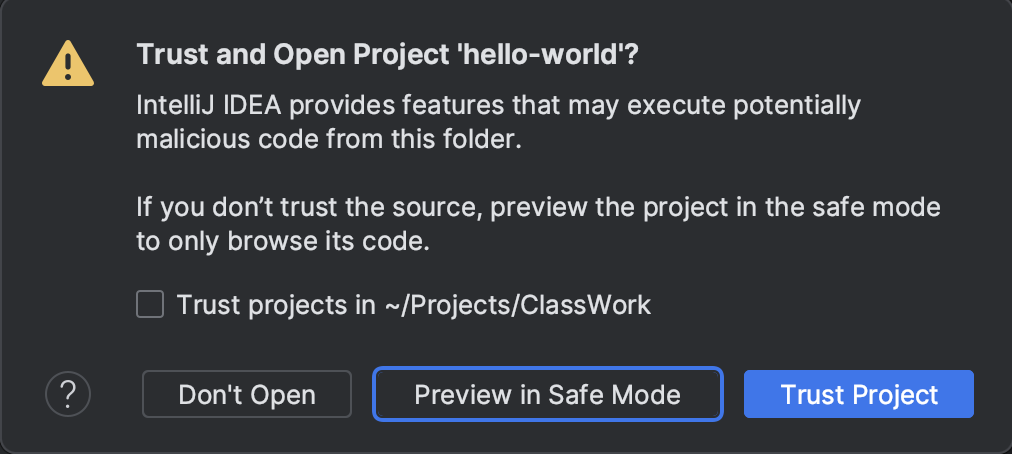 Trust and Open Project 'hello-world'?
IntelliJ IDEA provides features that may execute potentially
malicious code from this folder.
If you don’t trust the source, preview the project in the safe mode
to only browse its code.
Trust projects in ~/Projects/ClassWork
?
Don't Open
Preview in Safe Mode
Trust Project